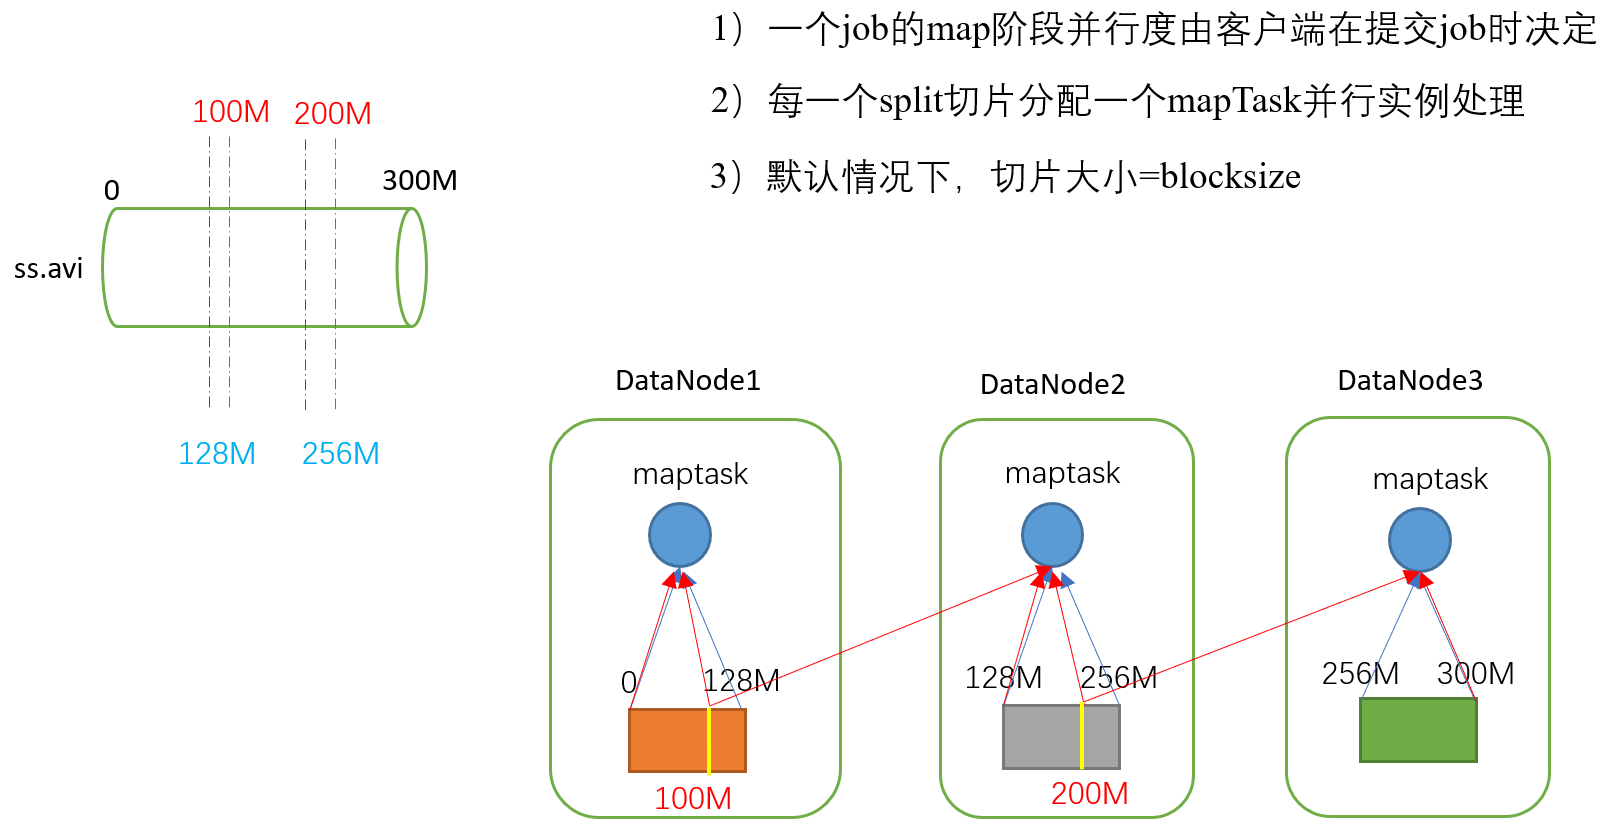 1）一个job的map阶段并行度由客户端在提交job时决定
2）每一个split切片分配一个mapTask并行实例处理
3）默认情况下，切片大小=blocksize
100M 200M
0 300M
ss.avi
128M 256M
DataNode1 DataNode2 DataNode3
maptask maptask maptask
0 128M 128M 256M 256M 300M
100M 200M